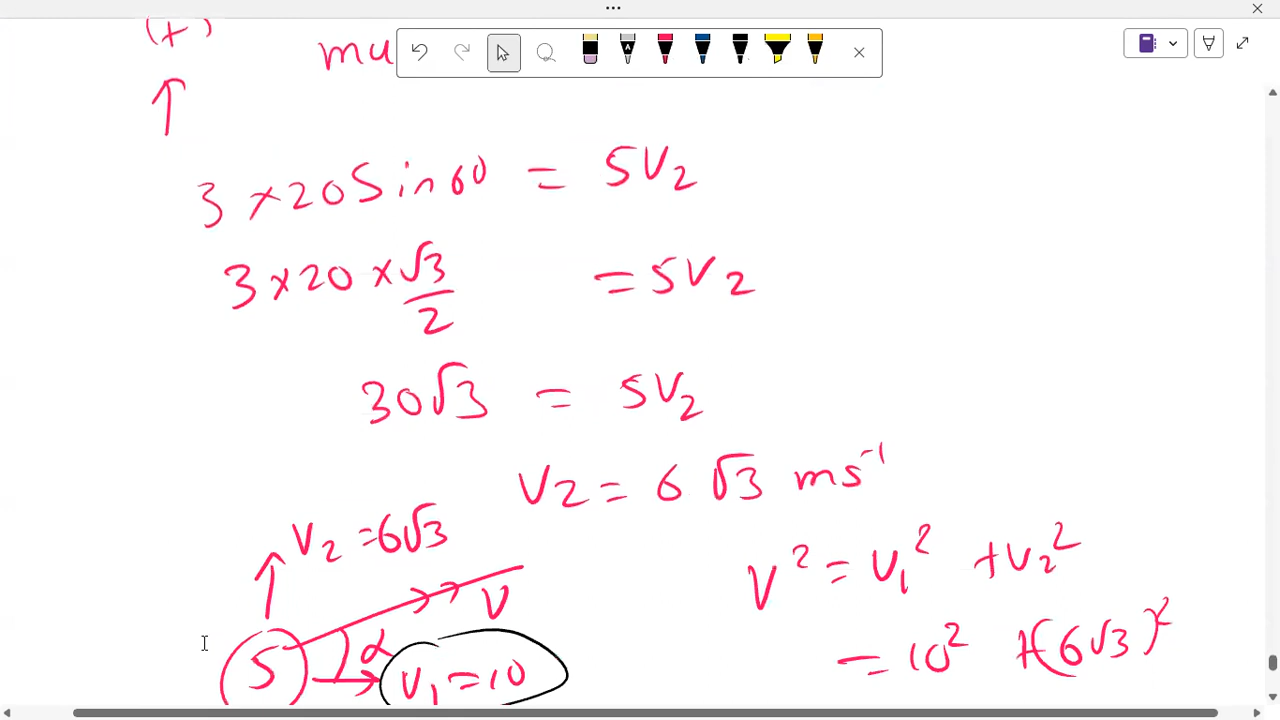 (+)
mu
↑
3 × 20 Sin 60 = 5V₂
3 × 20 × √3/2 = 5V₂
30√3 = 5V₂
V₂ = 6√3 ms⁻¹
↑ V₂ = 6√3
V² = V₁² + V₂²
V
5 α V₁ = 10
= 10² + (6√3)²